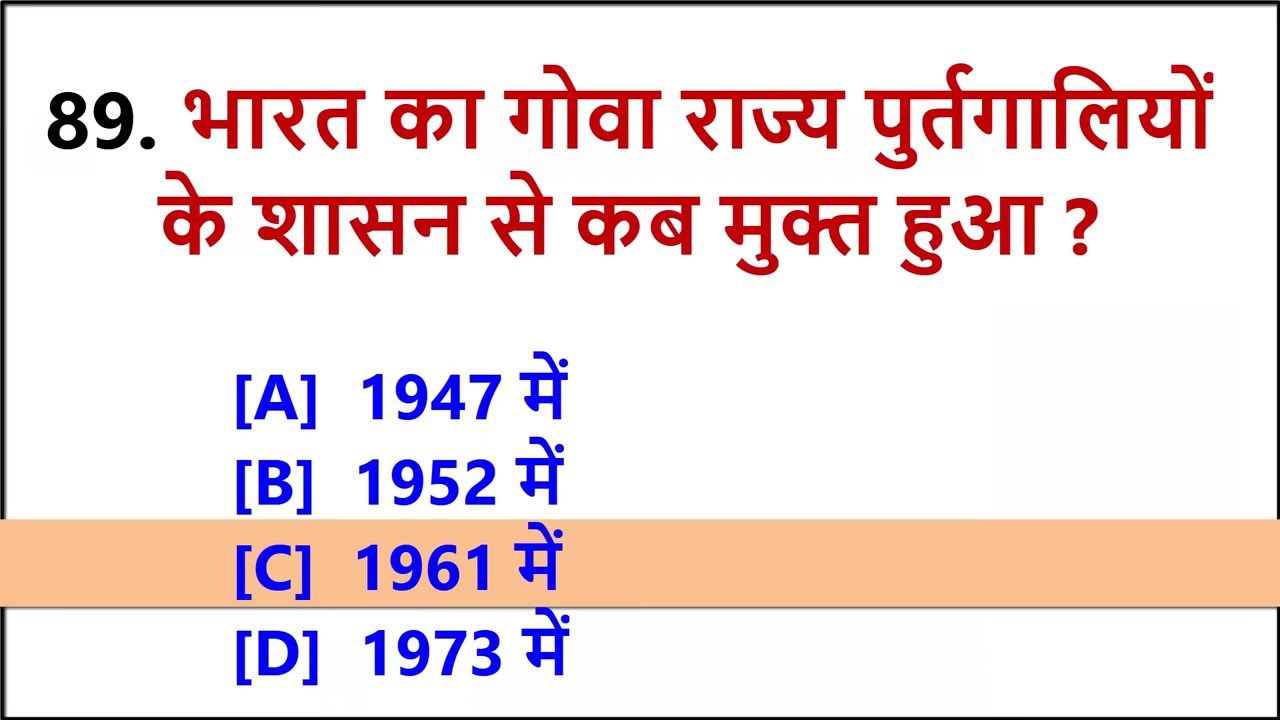 89. भारत का गोवा राज्य पुर्तगालियों
के शासन से कब मुक्त हुआ ?
[A] 1947 में
[B] 1952 में
[C] 1961 में
[D] 1973 में